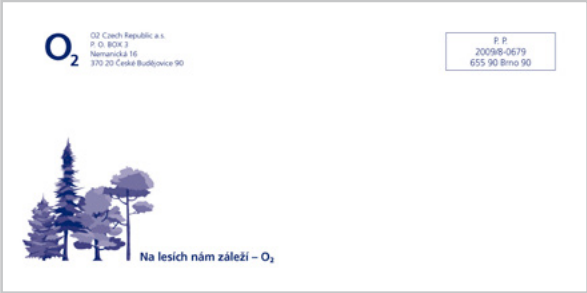 O2
O2 Czech Republic a.s.
P. O. BOX 3
Nemanická 16
370 20 České Budějovice 90
P. P.
2009/8-0679
655 90 Brno 90
Na lesích nám záleží – O2